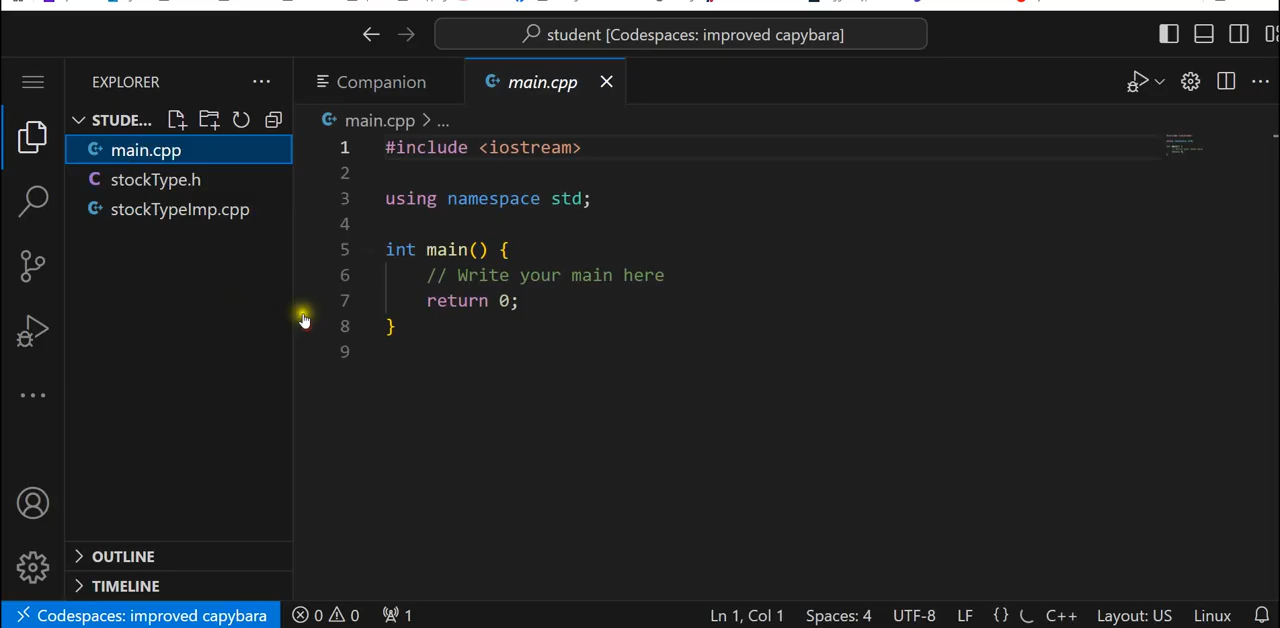 student [Codespaces: improved capybara]
EXPLORER
Companion
main.cpp
STUDE...
main.cpp
stockType.h
stockTypeImp.cpp
OUTLINE
TIMELINE
main.cpp > ...
1 #include <iostream>
2
3 using namespace std;
4
5 int main() {
6 // Write your main here
7 return 0;
8 }
9
Codespaces: improved capybara 0 0 1 Ln 1, Col 1 Spaces: 4 UTF-8 LF {} C++ Layout: US Linux